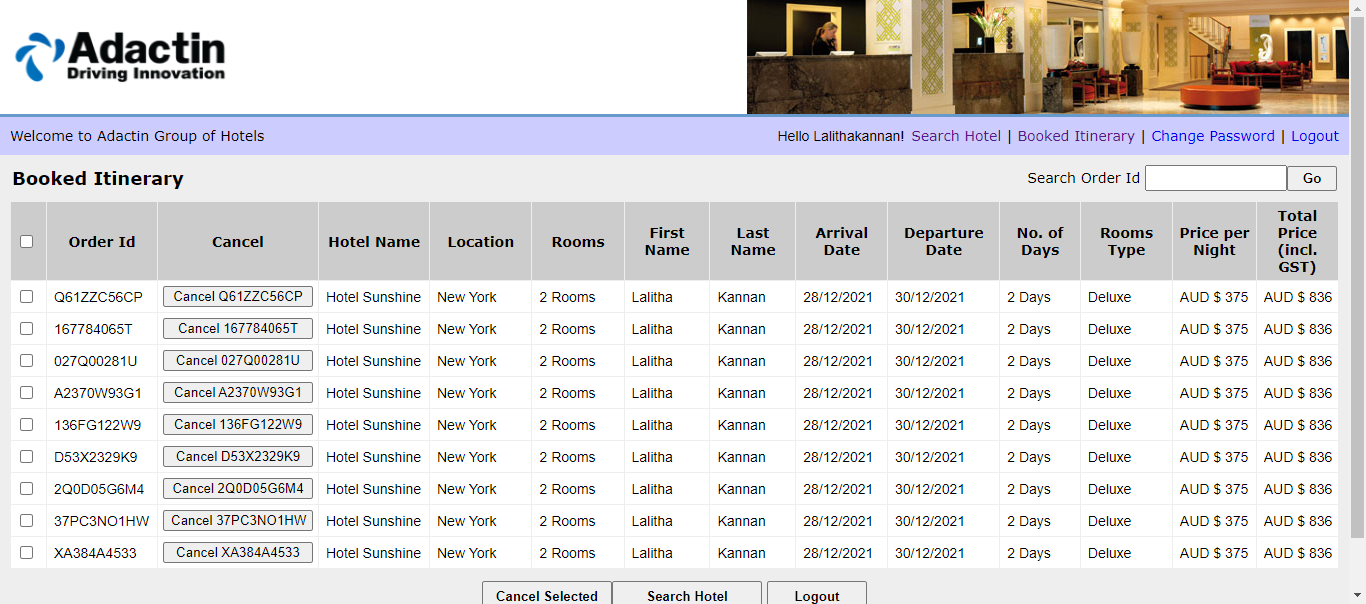 Adactin
Driving Innovation
Welcome to Adactin Group of Hotels
Hello Lalithakannan! Search Hotel | Booked Itinerary | Change Password | Logout
Booked Itinerary
Search Order Id Go
Order Id Cancel Hotel Name Location Rooms First Name Last Name Arrival Date Departure Date No. of Days Rooms Type Price per Night Total Price (incl. GST)
Q61ZZC56CP Cancel Q61ZZC56CP Hotel Sunshine New York 2 Rooms Lalitha Kannan 28/12/2021 30/12/2021 2 Days Deluxe AUD $ 375 AUD $ 836
167784065T Cancel 167784065T Hotel Sunshine New York 2 Rooms Lalitha Kannan 28/12/2021 30/12/2021 2 Days Deluxe AUD $ 375 AUD $ 836
027Q00281U Cancel 027Q00281U Hotel Sunshine New York 2 Rooms Lalitha Kannan 28/12/2021 30/12/2021 2 Days Deluxe AUD $ 375 AUD $ 836
A2370W93G1 Cancel A2370W93G1 Hotel Sunshine New York 2 Rooms Lalitha Kannan 28/12/2021 30/12/2021 2 Days Deluxe AUD $ 375 AUD $ 836
136FG122W9 Cancel 136FG122W9 Hotel Sunshine New York 2 Rooms Lalitha Kannan 28/12/2021 30/12/2021 2 Days Deluxe AUD $ 375 AUD $ 836
D53X2329K9 Cancel D53X2329K9 Hotel Sunshine New York 2 Rooms Lalitha Kannan 28/12/2021 30/12/2021 2 Days Deluxe AUD $ 375 AUD $ 836
2Q0D05G6M4 Cancel 2Q0D05G6M4 Hotel Sunshine New York 2 Rooms Lalitha Kannan 28/12/2021 30/12/2021 2 Days Deluxe AUD $ 375 AUD $ 836
37PC3NO1HW Cancel 37PC3NO1HW Hotel Sunshine New York 2 Rooms Lalitha Kannan 28/12/2021 30/12/2021 2 Days Deluxe AUD $ 375 AUD $ 836
XA384A4533 Cancel XA384A4533 Hotel Sunshine New York 2 Rooms Lalitha Kannan 28/12/2021 30/12/2021 2 Days Deluxe AUD $ 375 AUD $ 836
Cancel Selected Search Hotel Logout